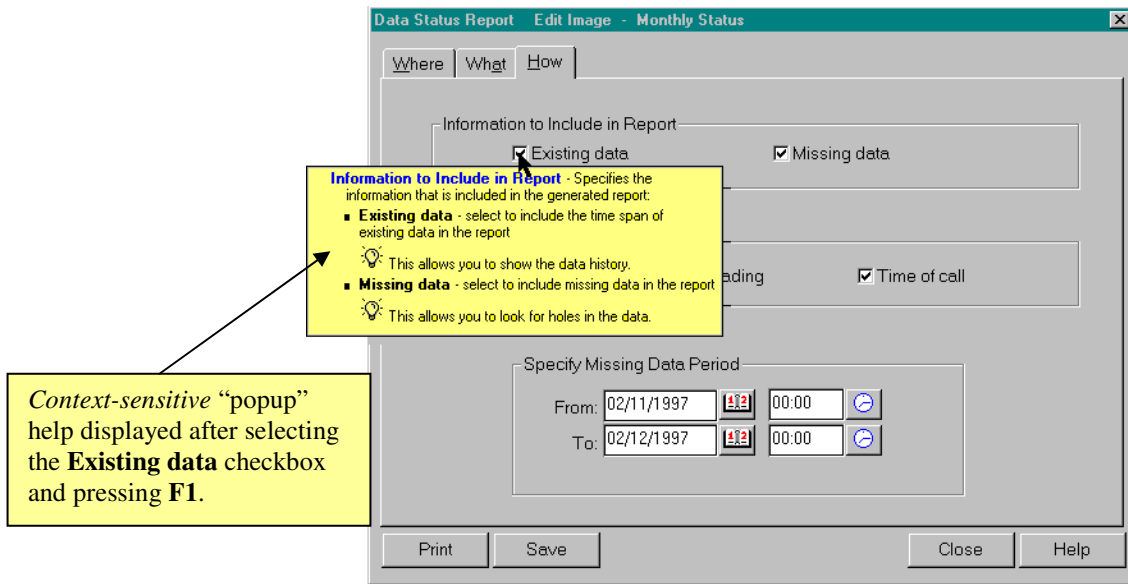 Data Status Report Edit Image - Monthly Status
Where What How
Information to Include in Report
Existing data Missing data
Information to Include in Report - Specifies the
information that is included in the generated report:
Existing data - select to include the time span of
existing data in the report
This allows you to show the data history.
Missing data - select to include missing data in the report
This allows you to look for holes in the data.
ading Time of call
Specify Missing Data Period
From: 02/11/1997 00:00
To: 02/12/1997 00:00
Context-sensitive “popup”
help displayed after selecting
the Existing data checkbox
and pressing F1.
Print Save Close Help